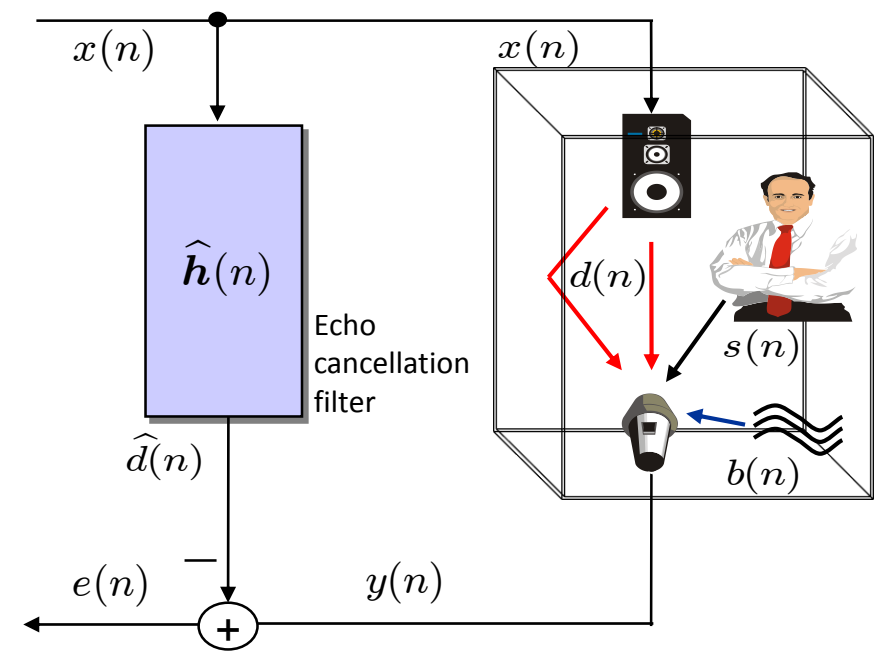 x(n)
x(n)
d(n)
ĥ(n)
s(n)
Echo
cancellation
filter
d̂(n)
b(n)
e(n)
−
y(n)
+